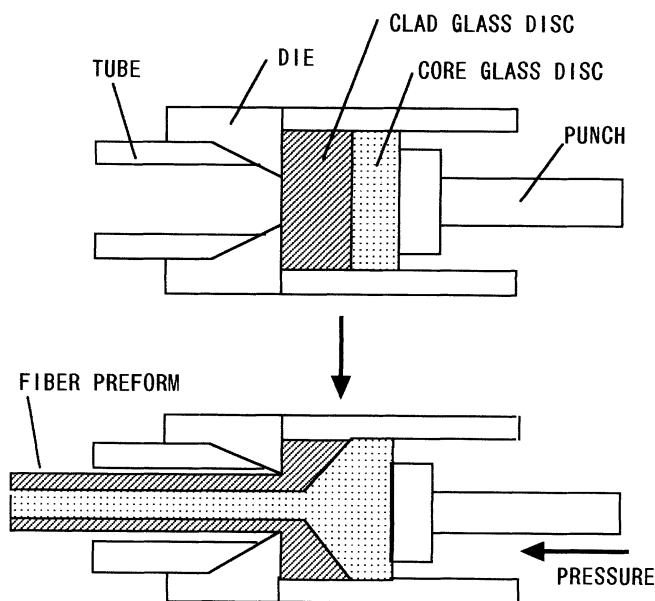 CLAD GLASS DISC
DIE
TUBE
CORE GLASS DISC
PUNCH
FIBER PREFORM
PRESSURE